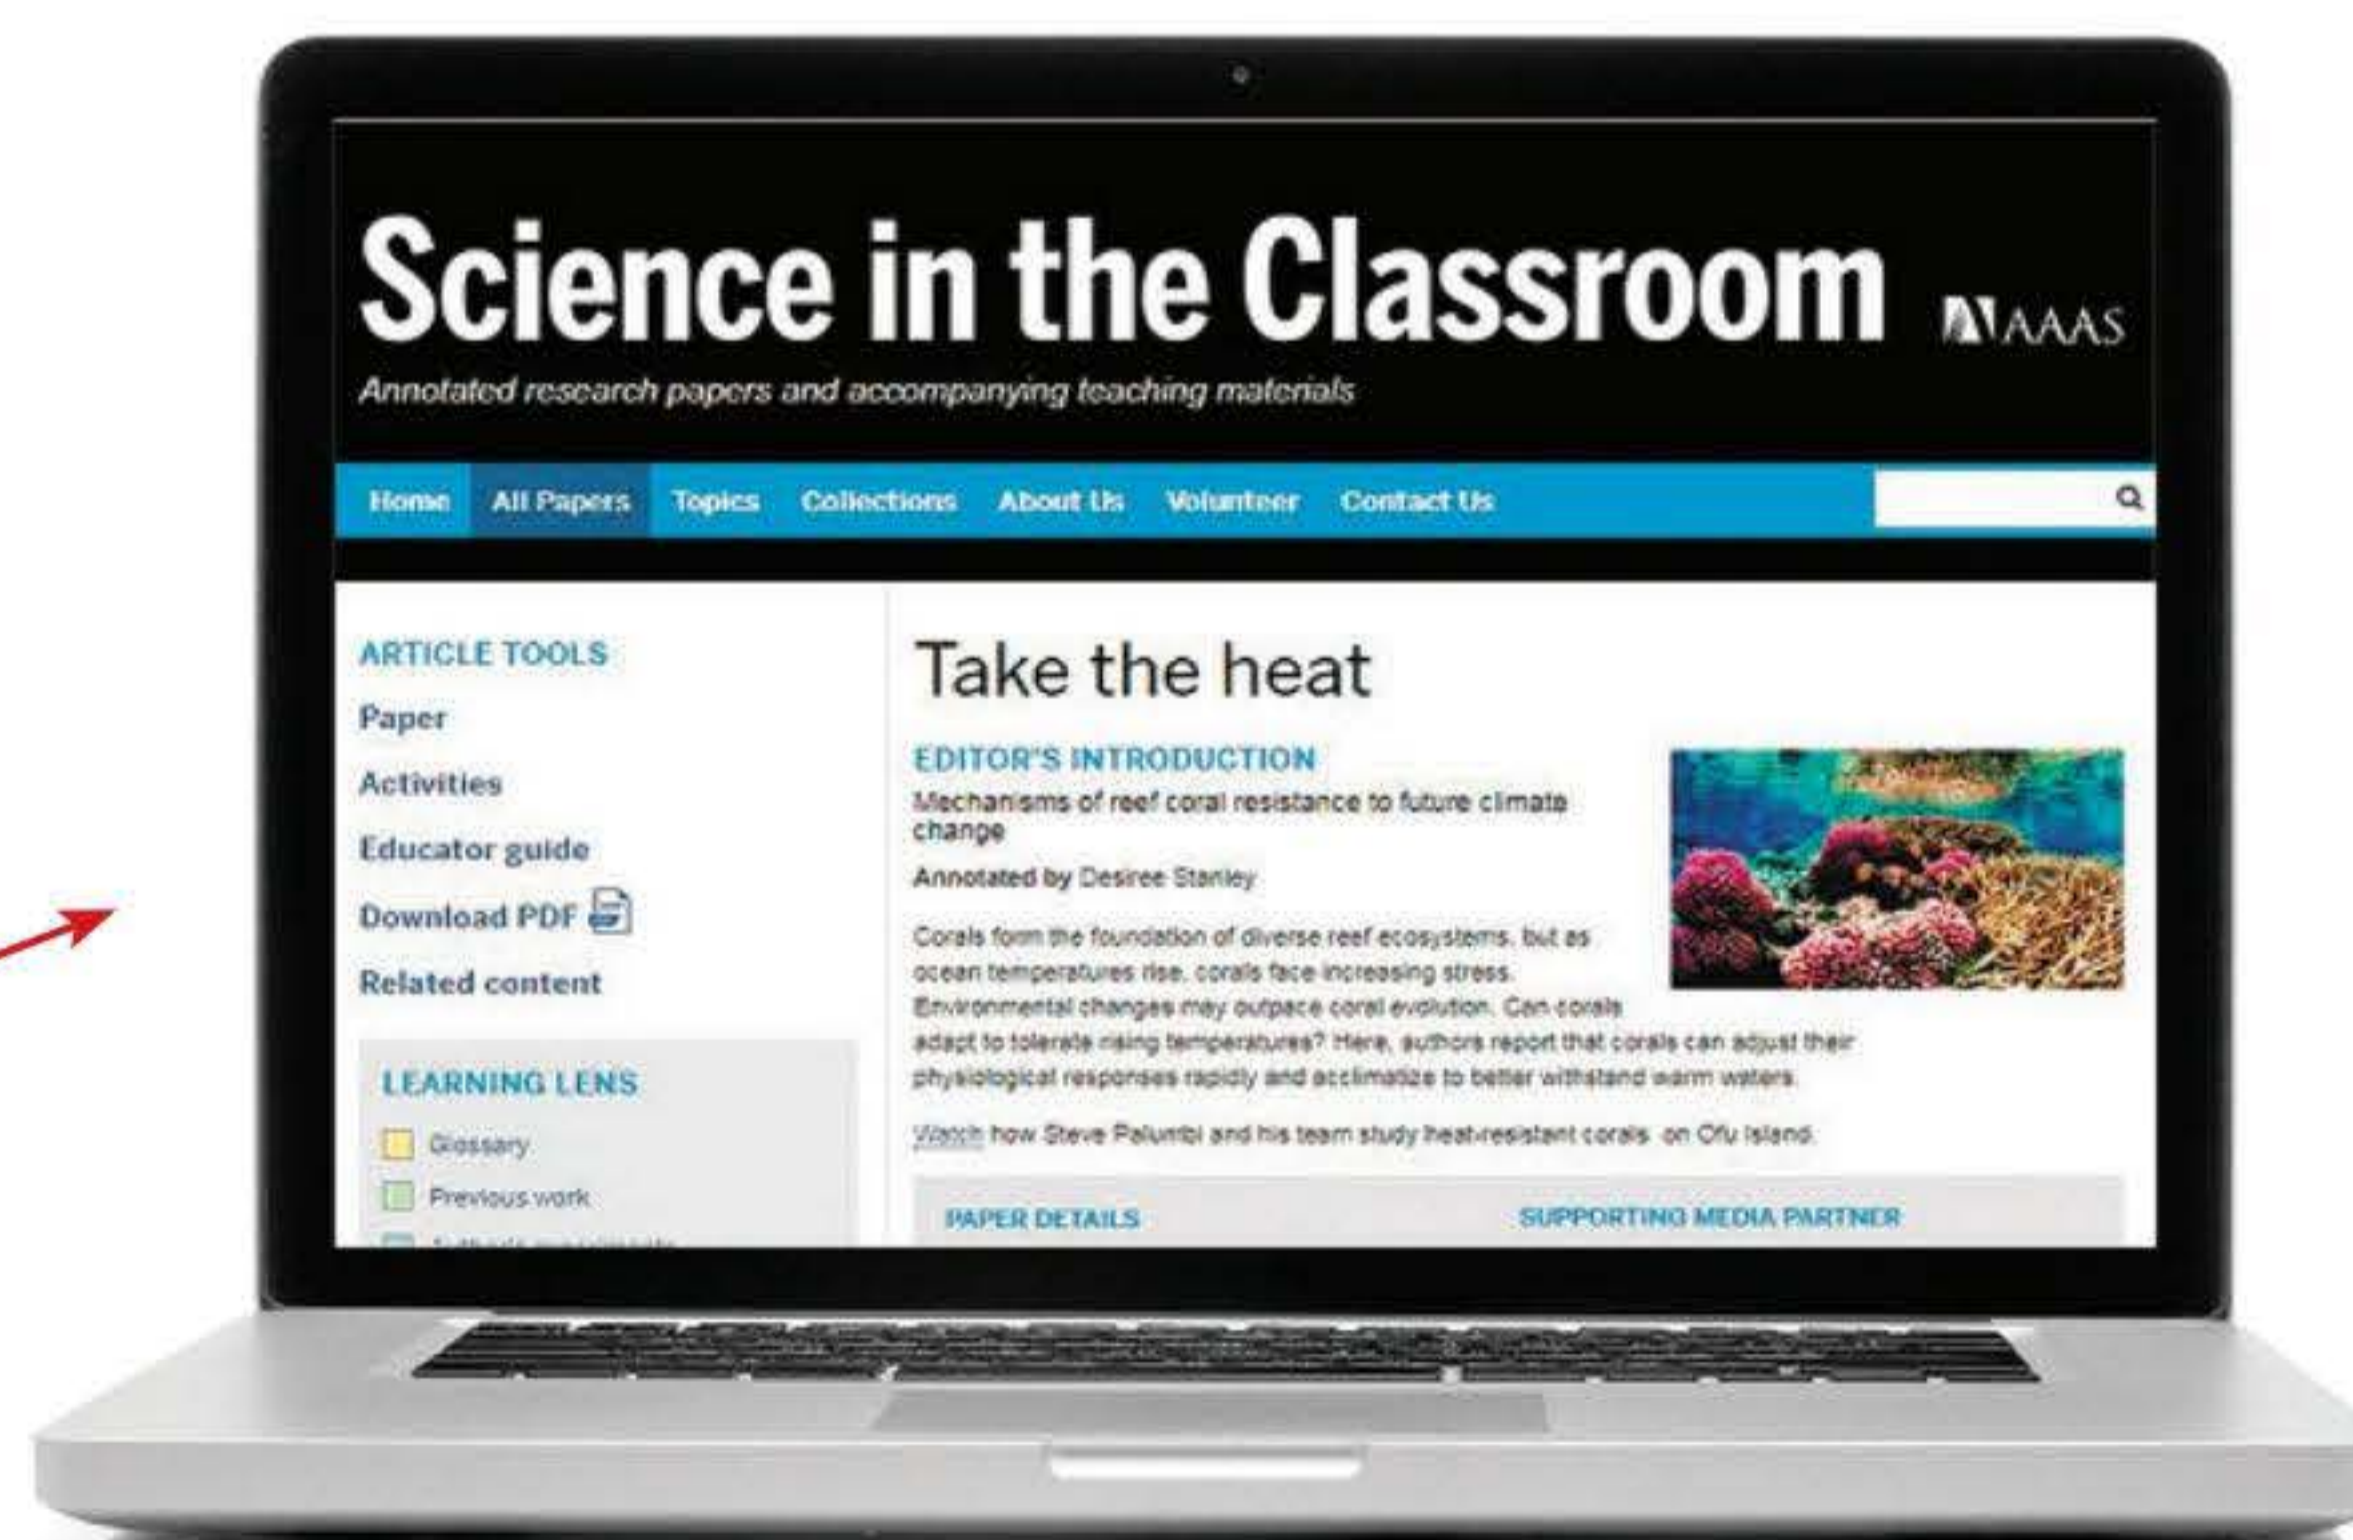 Science in the Classroom
AAAS
Annotated research papers and accompanying teaching materials
Home All Papers Topics Collections About Us Volunteer Contact Us
ARTICLE TOOLS
Paper
Activities
Educator guide
Download PDF
Related content
LEARNING LENS
Glossary
Previous work
Take the heat
EDITOR'S INTRODUCTION
Mechanisms of reef coral resistance to future climate
change
Annotated by Desiree Stanley
Corals form the foundation of diverse reef ecosystems, but as
ocean temperatures rise, corals face increasing stress.
Environmental changes may outpace coral evolution. Can corals
adapt to tolerate rising temperatures? Here, authors report that corals can adjust their
physiological responses rapidly and acclimatize to better withstand warm waters.
Watch how Steve Palumbi and his team study heat-resistant corals on Ofu Island.
PAPER DETAILS
SUPPORTING MEDIA PARTNER